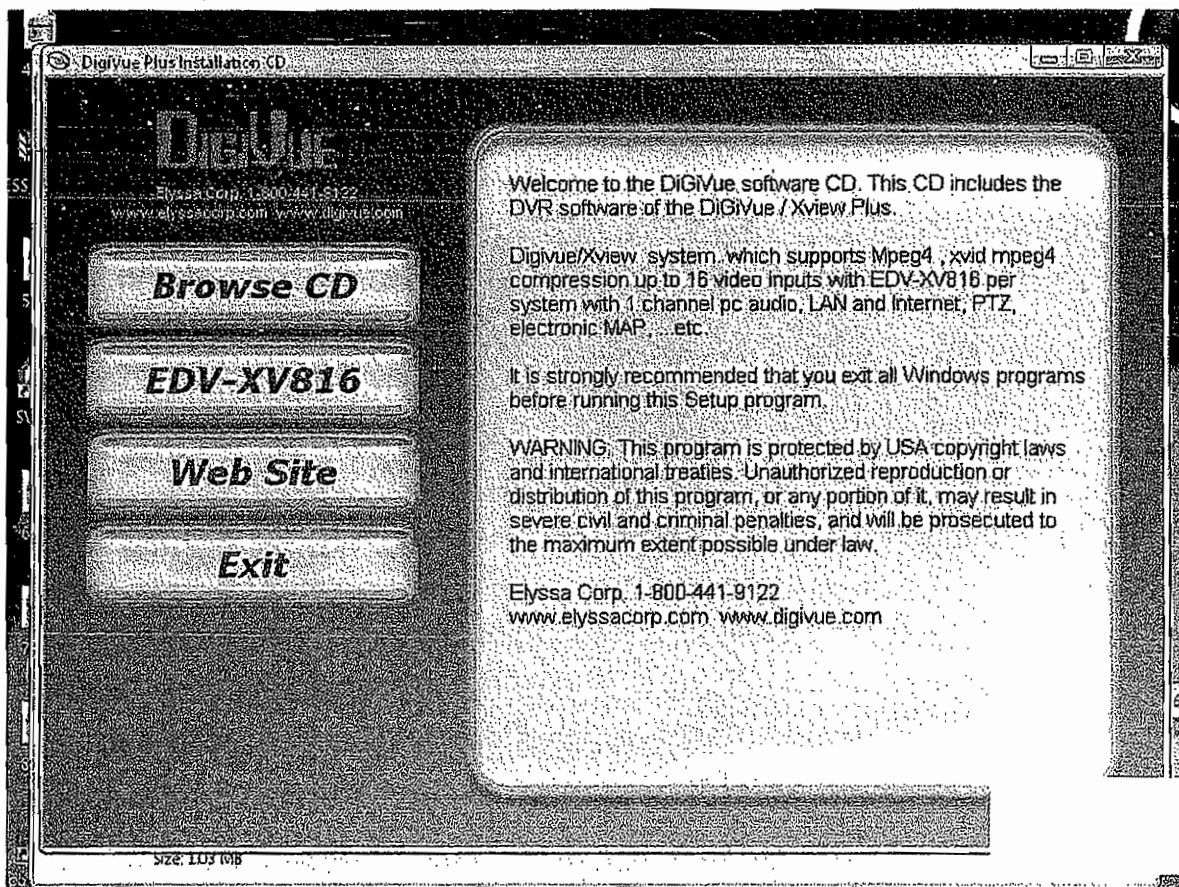 DigiVue Plus Installation CD
DiGiVUE
Elyssa Corp. 1-800-441-9122
www.elyssacorp.com www.digivue.com
Browse CD
EDV-XV816
Web Site
Exit
Welcome to the DiGiVue software CD. This CD includes the
DVR software of the DiGiVue / Xview Plus.
Digivue/Xview system. which supports Mpeg4 , xvid mpeg4
compression up to 16 video inputs with EDV-XV816 per
system with 1 channel pc audio, LAN and Internet, PTZ,
electronic MAP, ...etc.
It is strongly recommended that you exit all Windows programs
before running this Setup program.
WARNING: This program is protected by USA copyright laws
and international treaties. Unauthorized reproduction or
distribution of this program, or any portion of it, may result in
severe civil and criminal penalties, and will be prosecuted to
the maximum extent possible under law.
Elyssa Corp. 1-800-441-9122
www.elyssacorp.com www.digivue.com
Size: 1.03 MB